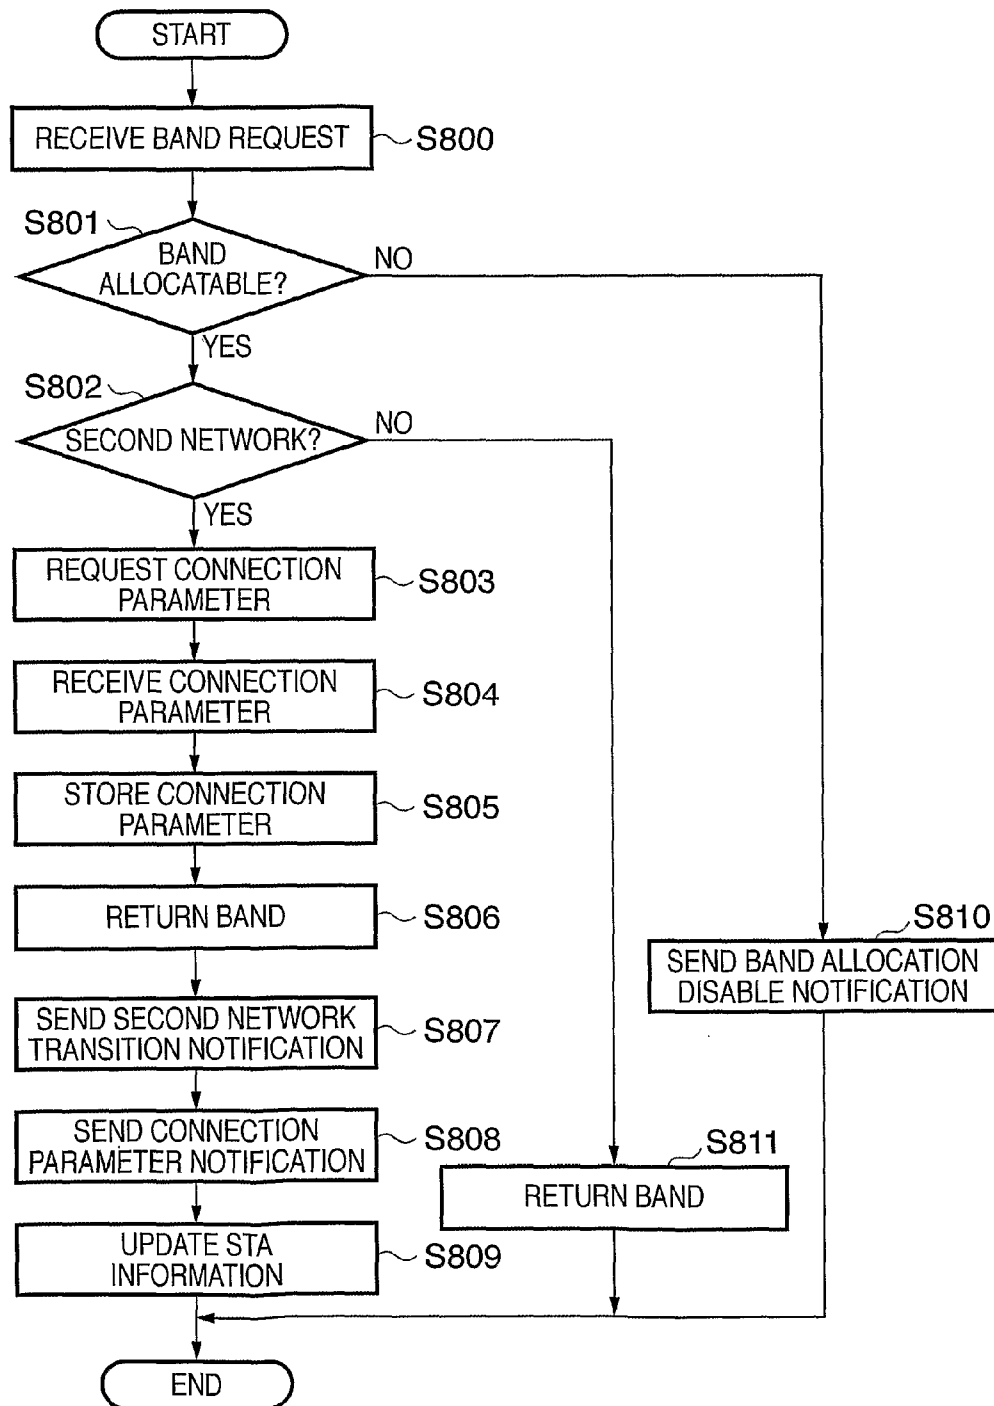 START
RECEIVE BAND REQUEST
S800
S801
BAND
ALLOCATABLE?
NO
YES
S802
SECOND NETWORK?
NO
YES
REQUEST CONNECTION
PARAMETER
S803
RECEIVE CONNECTION
PARAMETER
S804
STORE CONNECTION
PARAMETER
S805
RETURN BAND
S806
S810
SEND BAND ALLOCATION
DISABLE NOTIFICATION
SEND SECOND NETWORK
TRANSITION NOTIFICATION
S807
SEND CONNECTION
PARAMETER NOTIFICATION
S808
S811
RETURN BAND
UPDATE STA
INFORMATION
S809
END